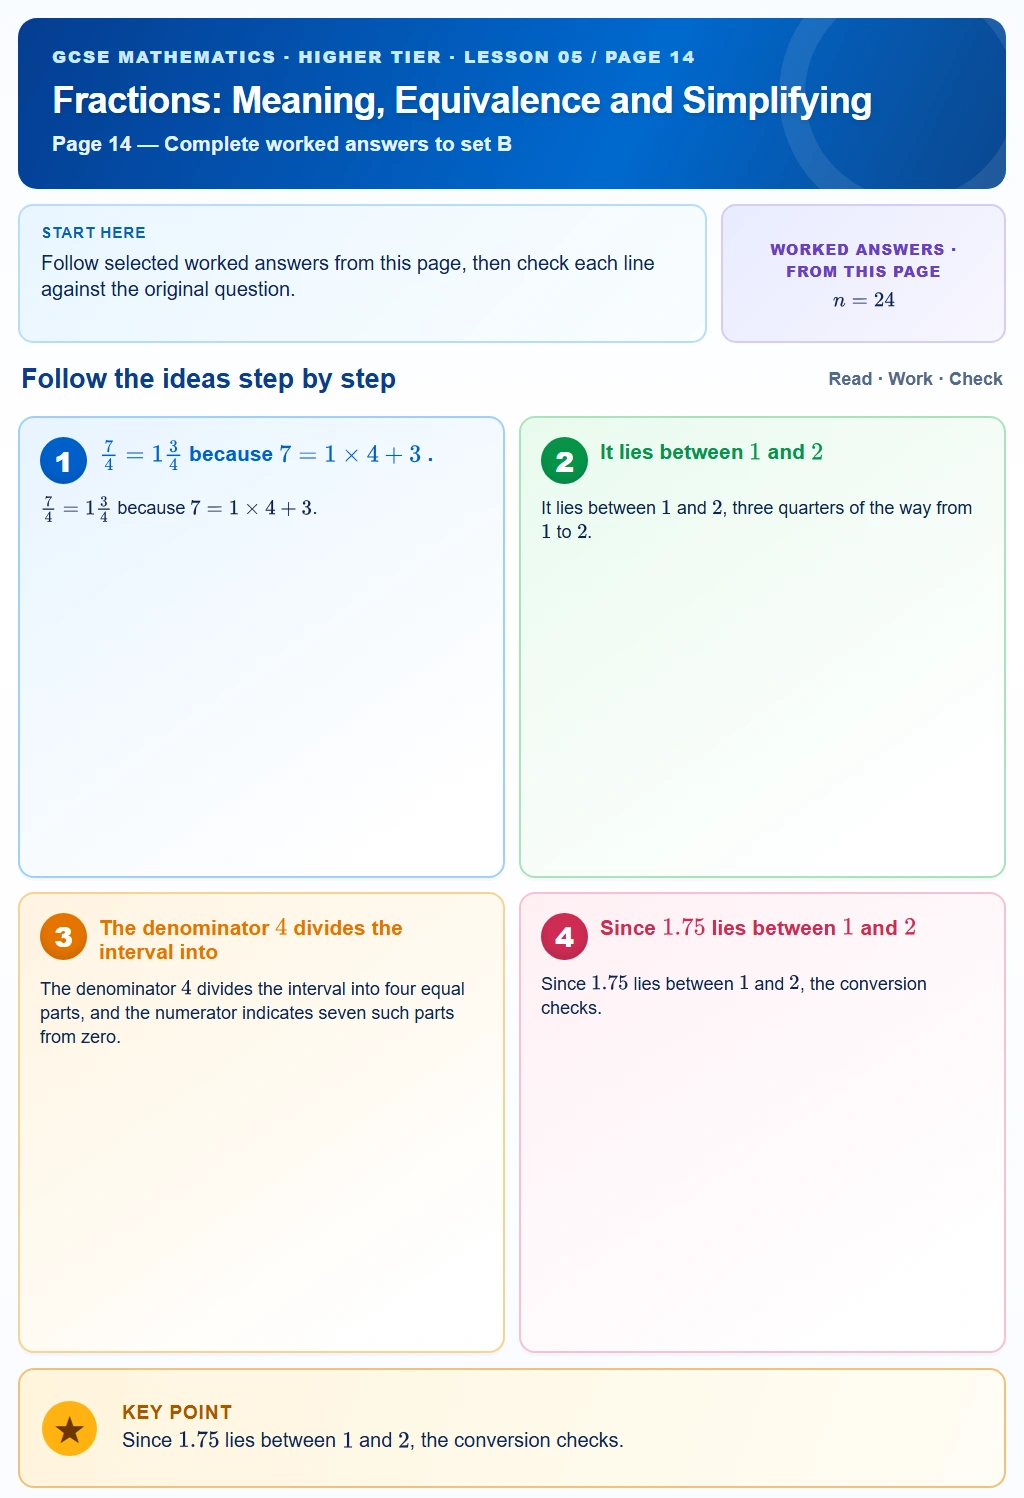 GCSE MATHEMATICS · HIGHER TIER · LESSON 05 / PAGE 14
Fractions: Meaning, Equivalence and Simplifying
Page 14 — Complete worked answers to set B
START HERE
Follow selected worked answers from this page, then check each line
against the original question.
WORKED ANSWERS ·
FROM THIS PAGE
n = 24
Follow the ideas step by step
Read · Work · Check
1
7/4 = 1 3/4 because 7 = 1 × 4 + 3 .
7/4 = 1 3/4 because 7 = 1 × 4 + 3.
2
It lies between 1 and 2
It lies between 1 and 2, three quarters of the way from
1 to 2.
3
The denominator 4 divides the
interval into
The denominator 4 divides the interval into four equal
parts, and the numerator indicates seven such parts
from zero.
4
Since 1.75 lies between 1 and 2
Since 1.75 lies between 1 and 2, the conversion
checks.
KEY POINT
Since 1.75 lies between 1 and 2, the conversion checks.